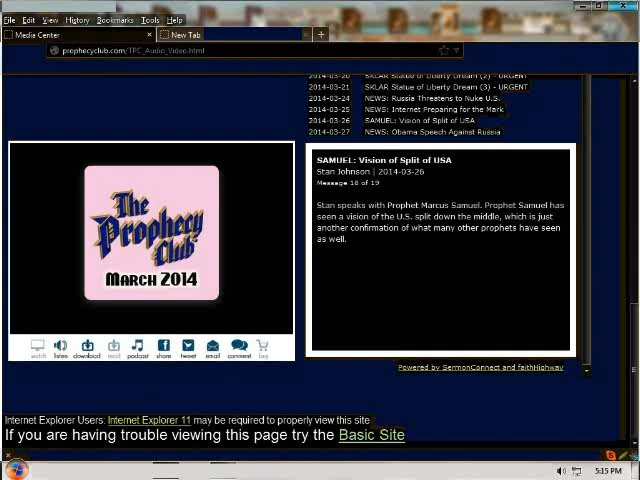 File Edit View History Bookmarks Tools Help
Media Center × New Tab × +
prophecyclub.com/TPC_Audio_Video.html
2014-03-20 SKLAR Statue of Liberty Dream (2) - URGENT
2014-03-21 SKLAR Statue of Liberty Dream (3) - URGENT
2014-03-24 NEWS: Russia Threatens to Nuke U.S.
2014-03-25 NEWS: Internet Preparing for the Mark
2014-03-26 SAMUEL: Vision of Split of USA
2014-03-27 NEWS: Obama Speech Against Russia
The
Prophecy
Club
MARCH 2014
watch listen download read podcast share tweet email comment buy
SAMUEL: Vision of Split of USA
Stan Johnson | 2014-03-26
Message 18 of 19
Stan speaks with Prophet Marcus Samuel. Prophet Samuel has
seen a vision of the U.S. split down the middle, which is just
another confirmation of what many other prophets have seen
as well.
Powered by SermonConnect and faithHighway
Internet Explorer Users: Internet Explorer 11 may be required to properly view this site
If you are having trouble viewing this page try the Basic Site
5:15 PM